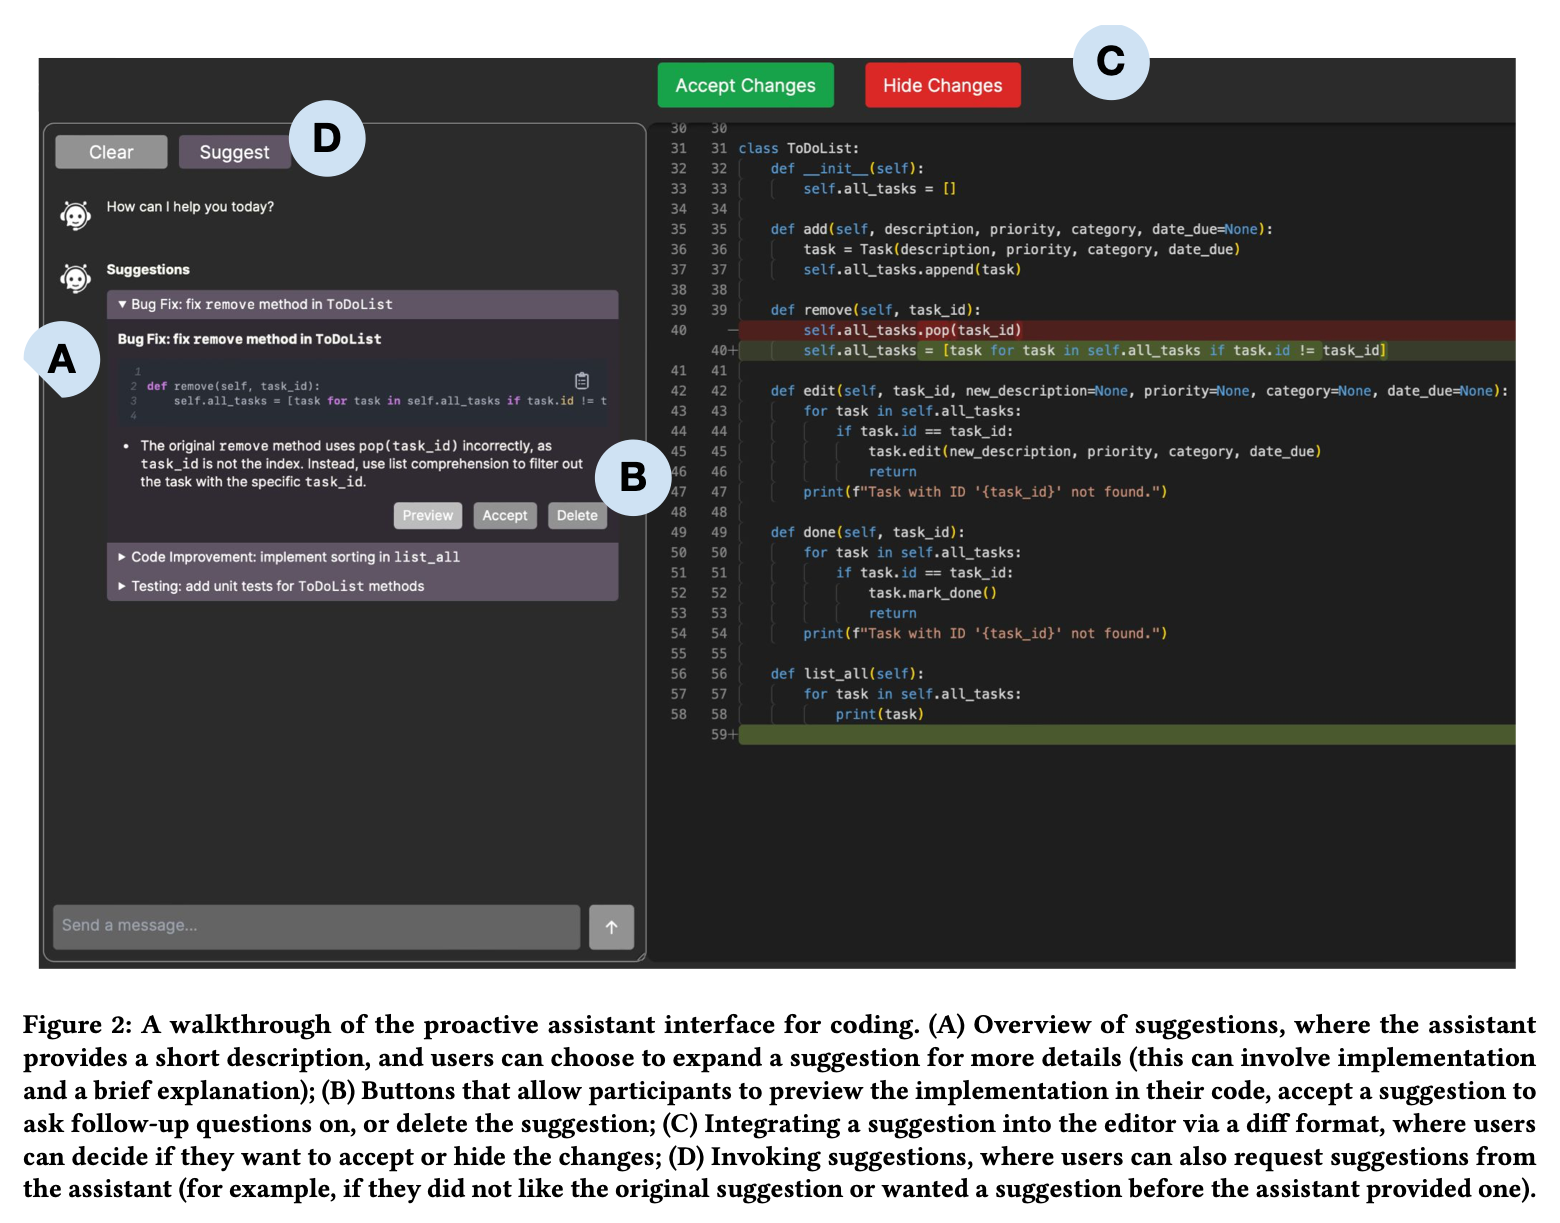 C
Accept Changes Hide Changes
D
Clear Suggest
How can I help you today?
Suggestions
▼ Bug Fix: fix remove method in ToDoList
A
Bug Fix: fix remove method in ToDoList
1
2 def remove(self, task_id):
3 self.all_tasks = [task for task in self.all_tasks if task.id != t
4
• The original remove method uses pop(task_id) incorrectly, as
task_id is not the index. Instead, use list comprehension to filter out
the task with the specific task_id.
B
Preview Accept Delete
▶ Code Improvement: implement sorting in list_all
▶ Testing: add unit tests for ToDoList methods
Send a message...
30 30
31 31 class ToDoList:
32 32 def __init__(self):
33 33 self.all_tasks = []
34 34
35 35 def add(self, description, priority, category, date_due=None):
36 36 task = Task(description, priority, category, date_due)
37 37 self.all_tasks.append(task)
38 38
39 39 def remove(self, task_id):
40 — self.all_tasks.pop(task_id)
40+ self.all_tasks = [task for task in self.all_tasks if task.id != task_id]
41 41
42 42 def edit(self, task_id, new_description=None, priority=None, category=None, date_due=None):
43 43 for task in self.all_tasks:
44 44 if task.id == task_id:
45 45 task.edit(new_description, priority, category, date_due)
46 46 return
47 47 print(f"Task with ID '{task_id}' not found.")
48 48
49 49 def done(self, task_id):
50 50 for task in self.all_tasks:
51 51 if task.id == task_id:
52 52 task.mark_done()
53 53 return
54 54 print(f"Task with ID '{task_id}' not found.")
55 55
56 56 def list_all(self):
57 57 for task in self.all_tasks:
58 58 print(task)
59+
Figure 2: A walkthrough of the proactive assistant interface for coding. (A) Overview of suggestions, where the assistant
provides a short description, and users can choose to expand a suggestion for more details (this can involve implementation
and a brief explanation); (B) Buttons that allow participants to preview the implementation in their code, accept a suggestion to
ask follow-up questions on, or delete the suggestion; (C) Integrating a suggestion into the editor via a diff format, where users
can decide if they want to accept or hide the changes; (D) Invoking suggestions, where users can also request suggestions from
the assistant (for example, if they did not like the original suggestion or wanted a suggestion before the assistant provided one).